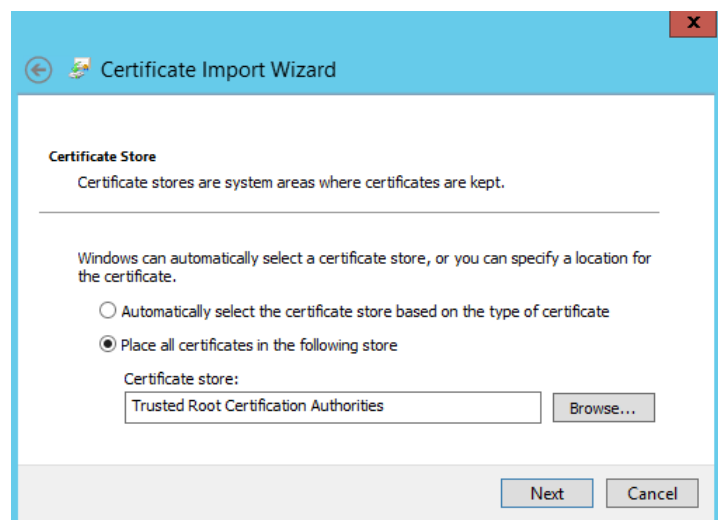 x
Certificate Import Wizard
Certificate Store
Certificate stores are system areas where certificates are kept.
Windows can automatically select a certificate store, or you can specify a location for
the certificate.
Automatically select the certificate store based on the type of certificate
Place all certificates in the following store
Certificate store:
Trusted Root Certification Authorities
Browse...
Next
Cancel